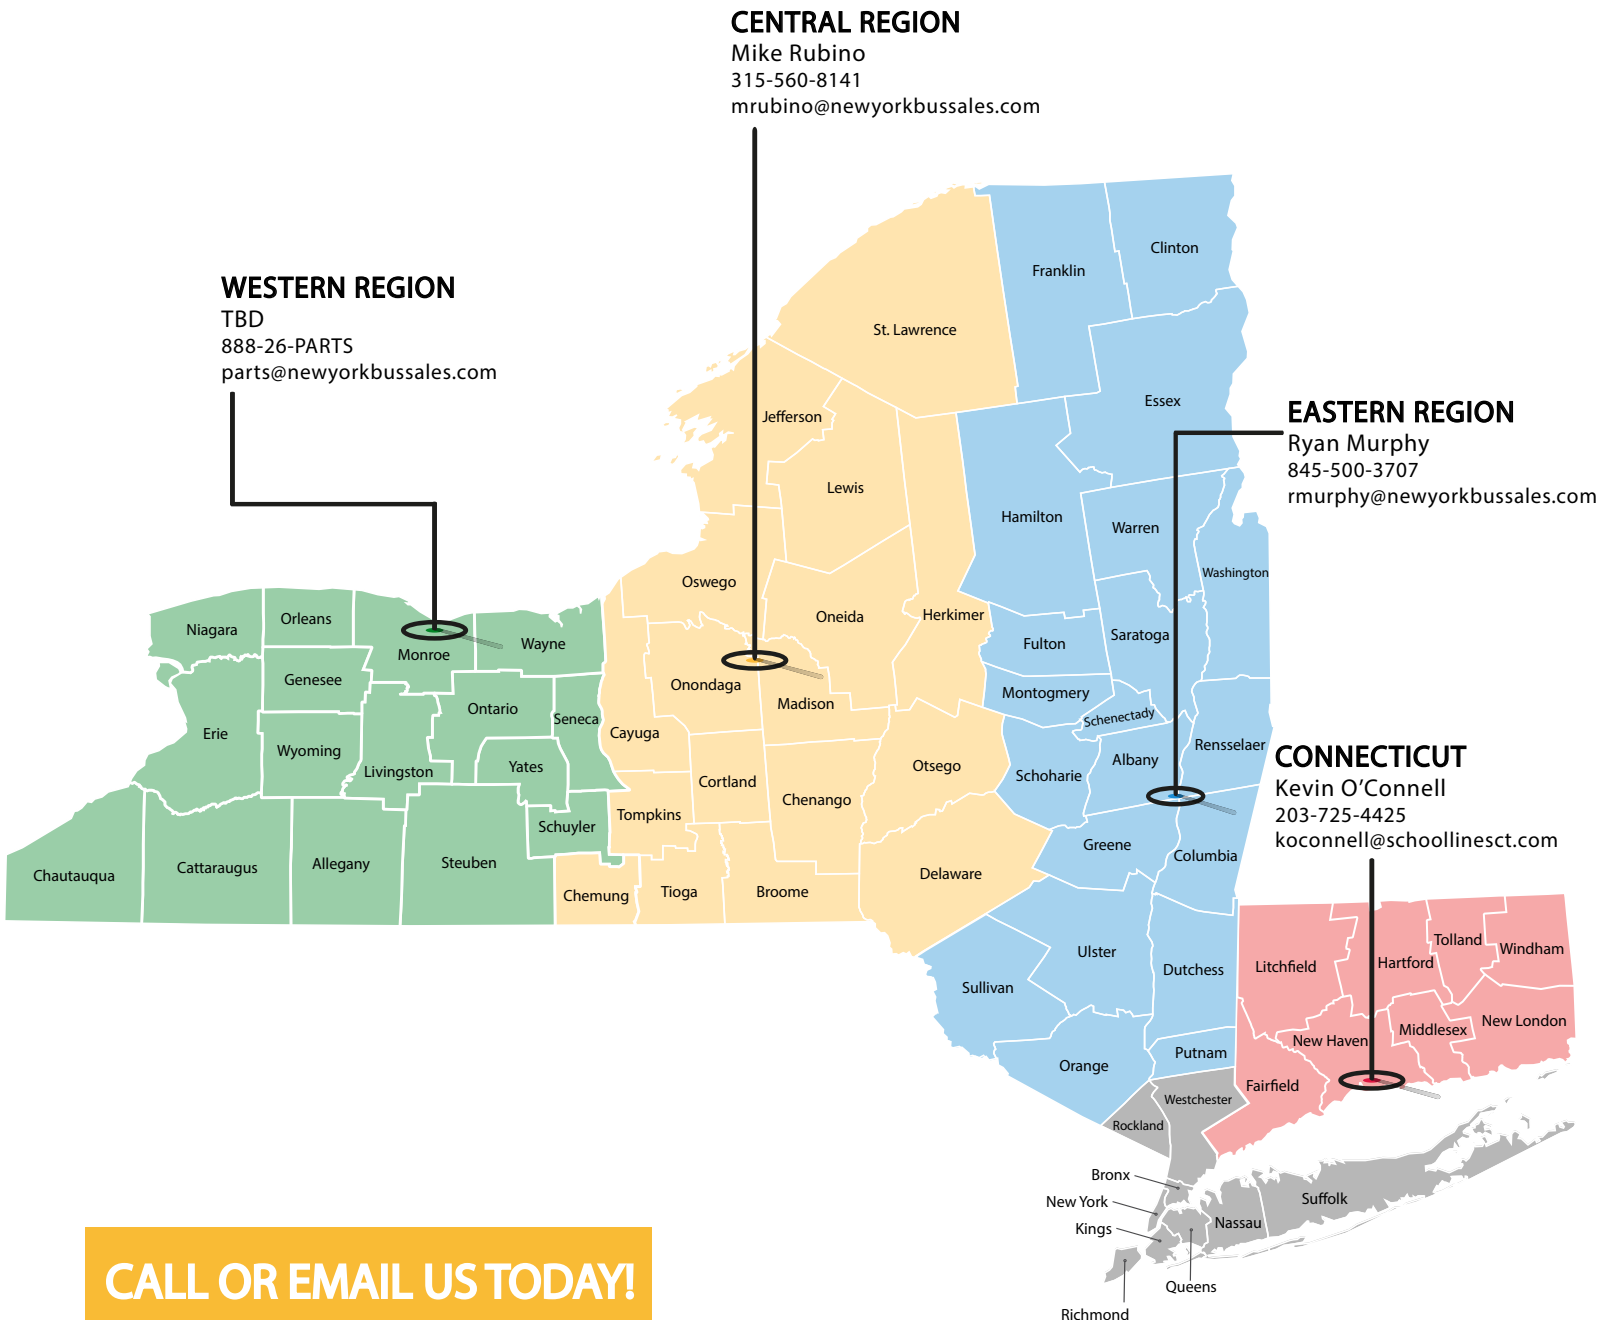 CENTRAL REGION
Mike Rubino
315-560-8141
mrubino@newyorkbussales.com
WESTERN REGION
TBD
888-26-PARTS
parts@newyorkbussales.com
EASTERN REGION
Ryan Murphy
845-500-3707
rmurphy@newyorkbussales.com
CONNECTICUT
Kevin O'Connell
203-725-4425
koconnell@schoollinesct.com
Clinton
Franklin
St. Lawrence
Essex
Jefferson
Lewis
Hamilton
Warren
Washington
Oswego
Oneida
Herkimer
Fulton
Saratoga
Niagara
Orleans
Monroe
Wayne
Genesee
Onondaga
Madison
Montogmery
Schenectady
Ontario
Seneca
Cayuga
Erie
Wyoming
Livingston
Yates
Cortland
Chenango
Otsego
Schoharie
Albany
Rensselaer
Tompkins
Schuyler
Greene
Columbia
Chautauqua
Cattaraugus
Allegany
Steuben
Chemung
Tioga
Broome
Delaware
Ulster
Dutchess
Sullivan
Orange
Putnam
Litchfield
Hartford
Tolland
Windham
New Haven
Middlesex
New London
Fairfield
Westchester
Rockland
Bronx
New York
Kings
Nassau
Suffolk
Queens
Richmond
CALL OR EMAIL US TODAY!